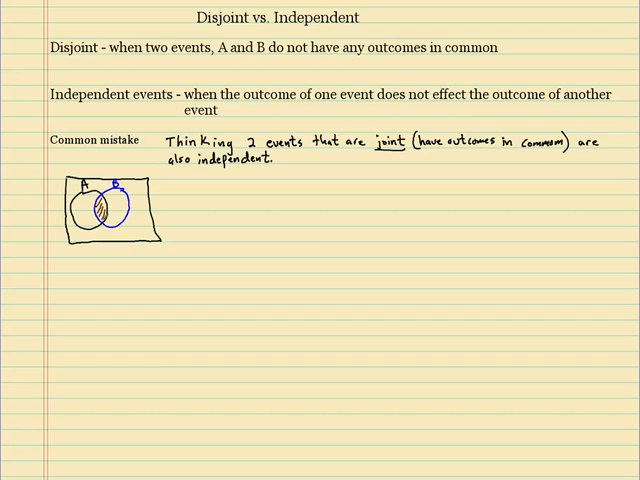 Disjoint vs. Independent
Disjoint - when two events, A and B do not have any outcomes in common
Independent events - when the outcome of one event does not effect the outcome of another
event
Common mistake Thinking 2 events that are joint (have outcomes in common) are
also independent.
A B